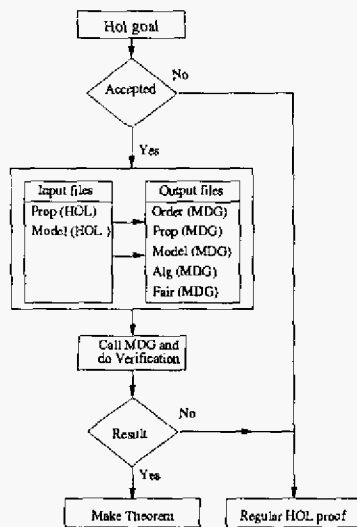 Hol goal
No
Accepted
Yes
Input files
Output files
Prop (HOL)
Order (MDG)
Model (HOL )
Prop (MDG)
Model (MDG)
Alg (MDG)
Fair (MDG)
Call MDG and
do Verification
No
Result
Yes
Make Theorem
Regular HOL proof